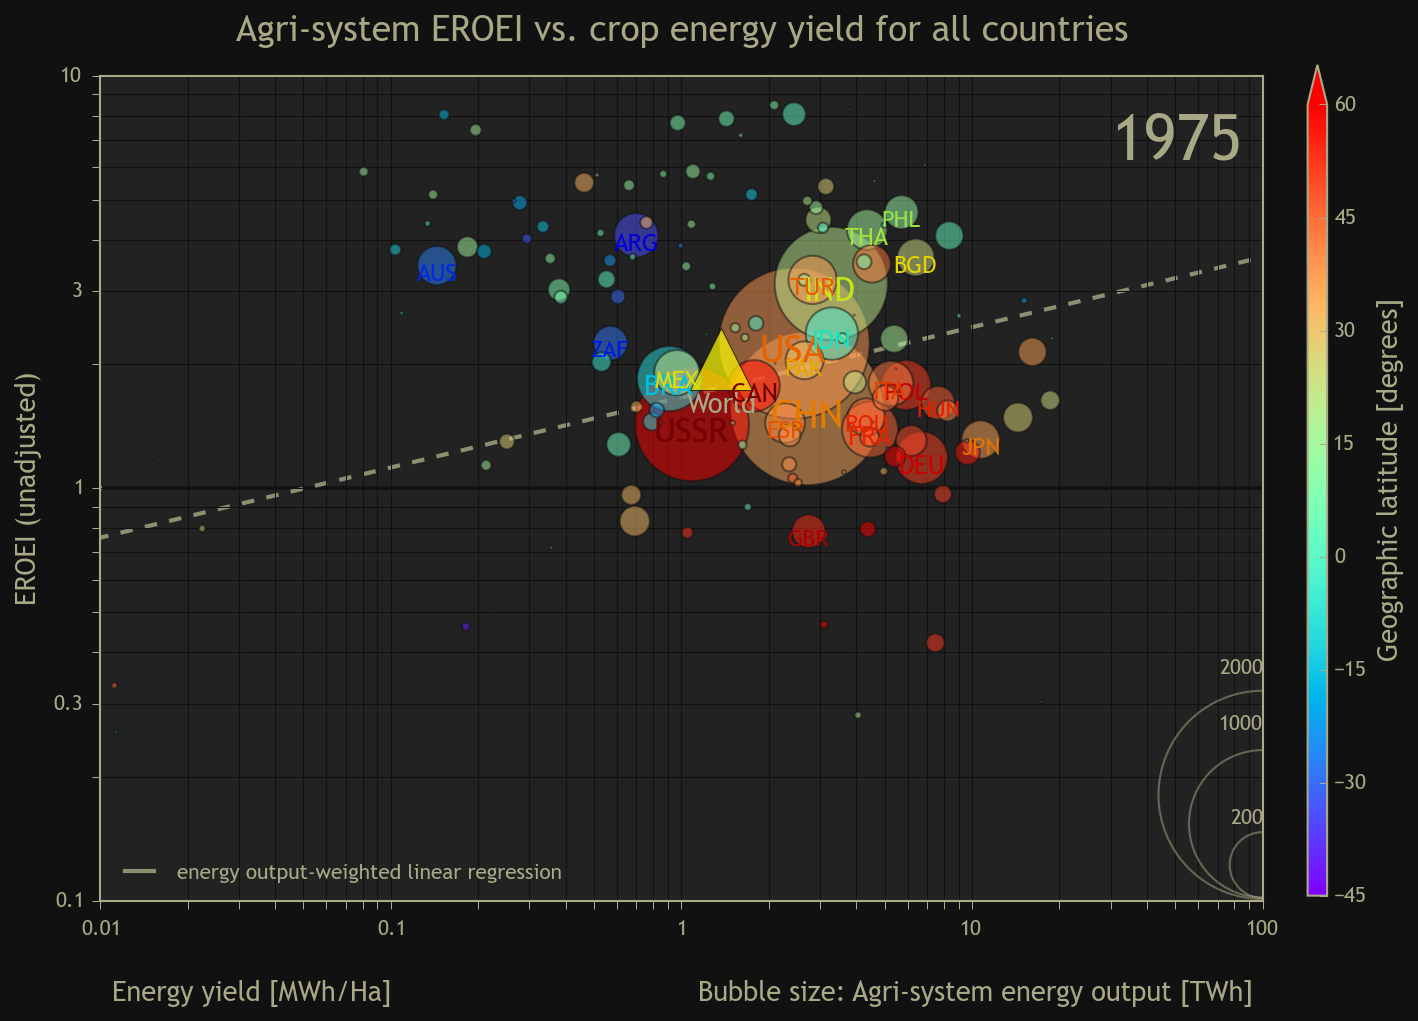 Agri-system EROEI vs. crop energy yield for all countries
1975
EROEI (unadjusted)
10
3
1
0.3
0.1
PHL
THA
ARG
BGD
AUS
TUR
IND
IDN
ZAF
USA
PAK
MEX
BRA
CAN
World
ITA
POL
HUN
CHN
USSR
ESP
ROU
FRA
JPN
DEU
GBR
2000
1000
200
energy output-weighted linear regression
0.01
0.1
1
10
100
Energy yield [MWh/Ha]
Bubble size: Agri-system energy output [TWh]
60
45
30
15
0
−15
−30
−45
Geographic latitude [degrees]